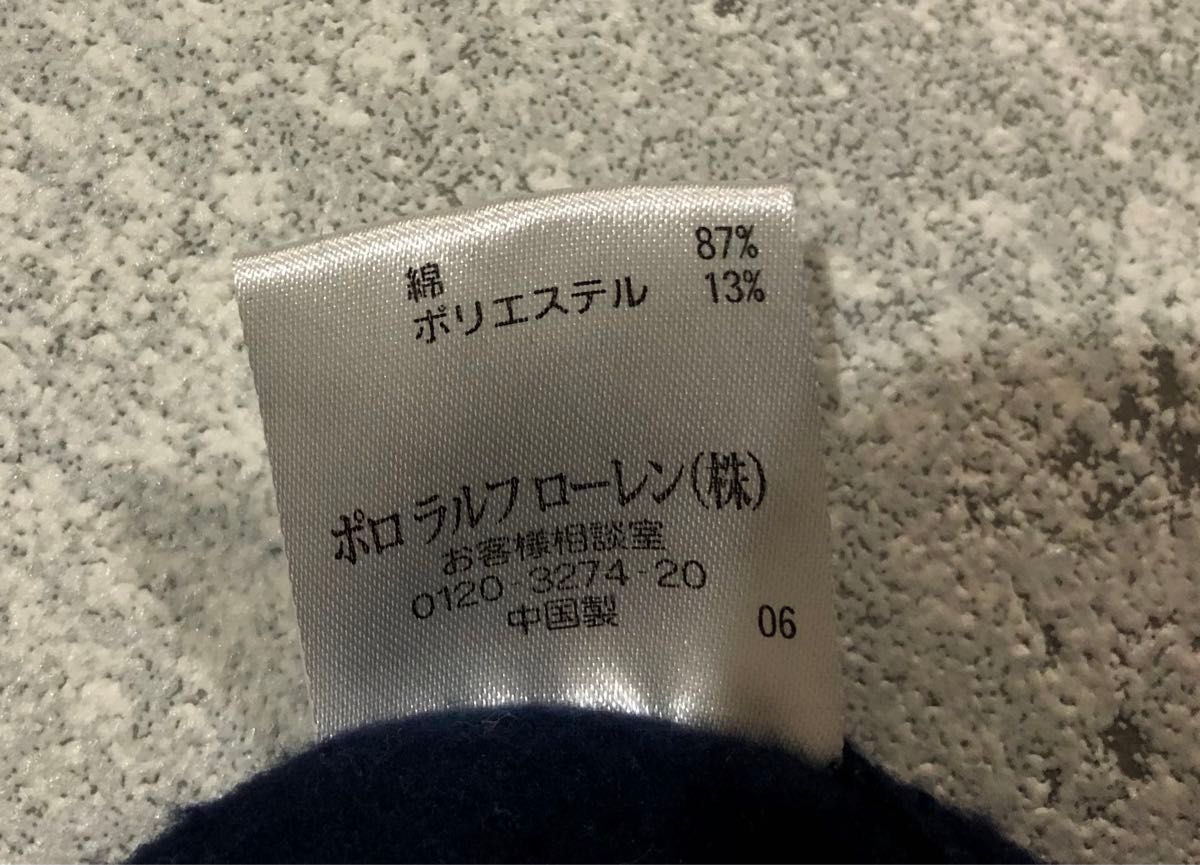 綿 87%
ポリエステル 13%
ポロ ラルフ ローレン(株)
お客様相談室
0120-3274-20
中国製
06